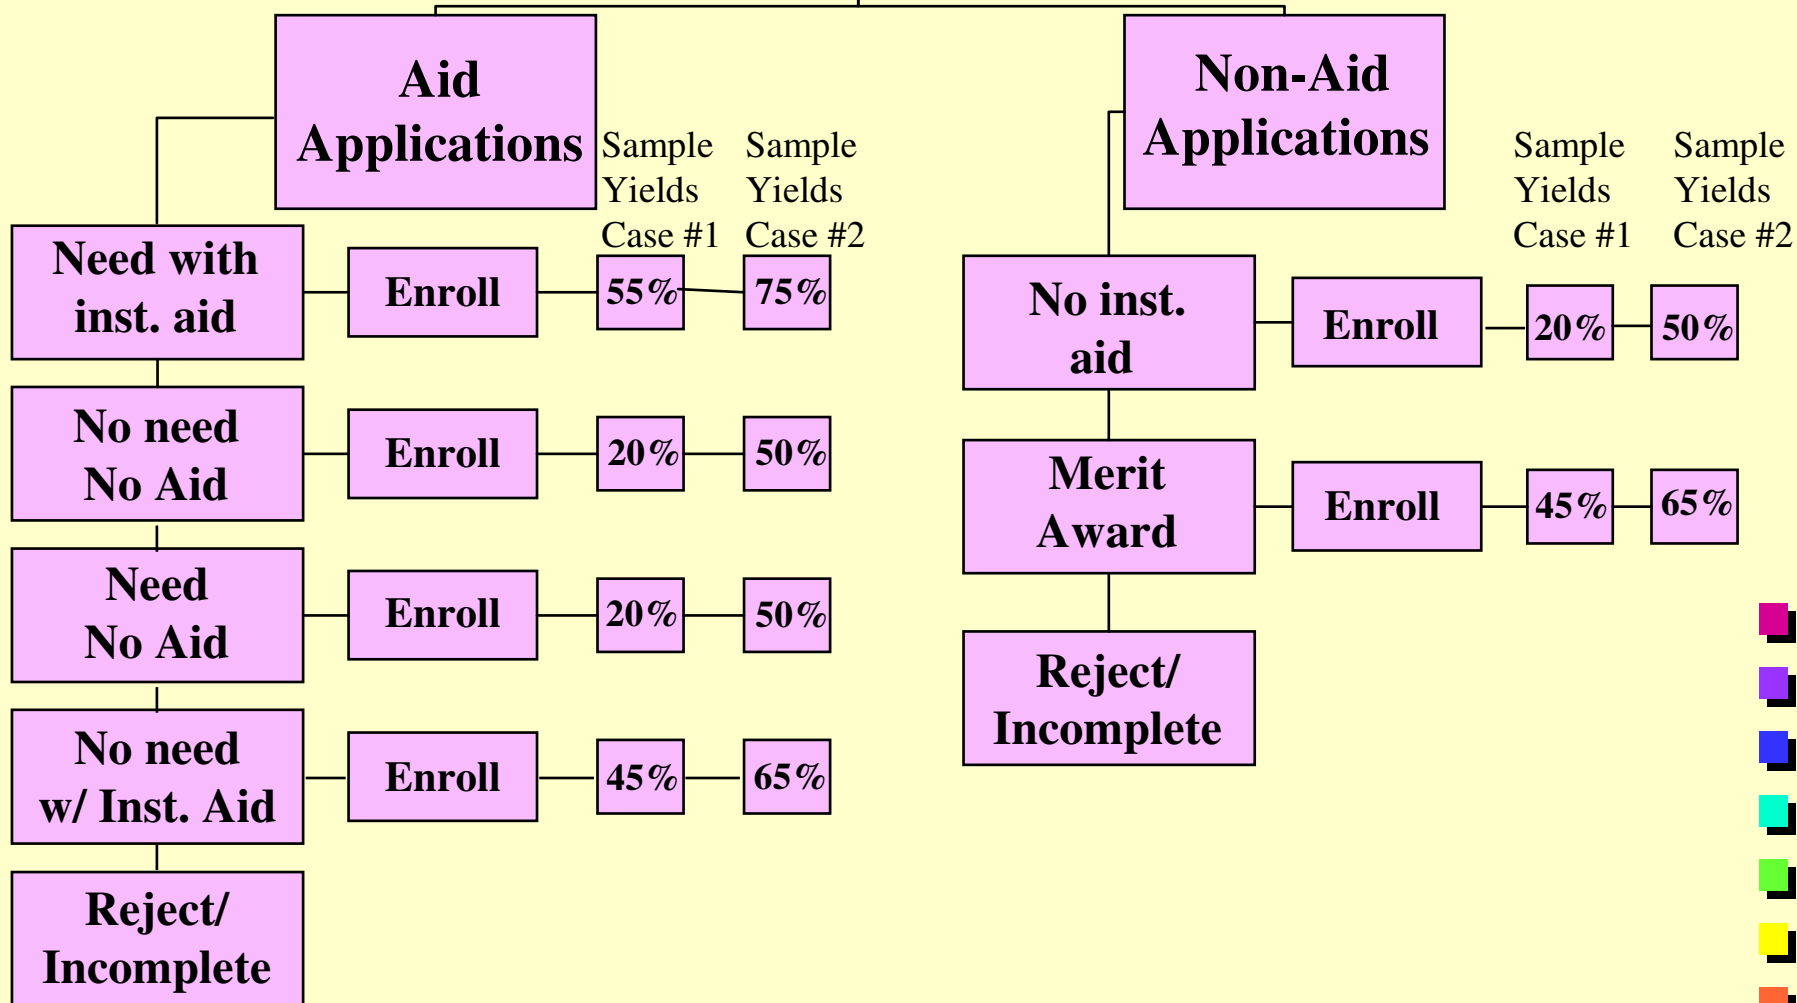 Aid
Applications
Sample
Yields
Case #1
Sample
Yields
Case #2
Need with
inst. aid
Enroll
55%
75%
No need
No Aid
Enroll
20%
50%
Need
No Aid
Enroll
20%
50%
No need
w/ Inst. Aid
Enroll
45%
65%
Reject/
Incomplete
Non-Aid
Applications
Sample
Yields
Case #1
Sample
Yields
Case #2
No inst.
aid
Enroll
20%
50%
Merit
Award
Enroll
45%
65%
Reject/
Incomplete